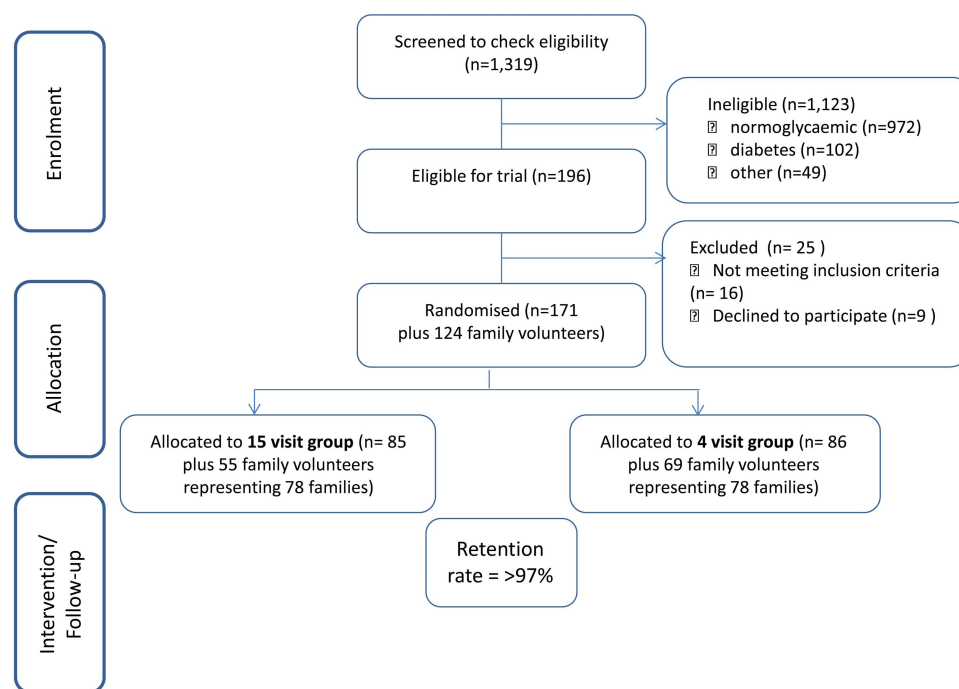 Enrolment
Screened to check eligibility
(n=1,319)
Ineligible (n=1,123)
⍰ normoglycaemic (n=972)
⍰ diabetes (n=102)
⍰ other (n=49)
Eligible for trial (n=196)
Excluded (n= 25 )
⍰ Not meeting inclusion criteria
(n= 16)
⍰ Declined to participate (n=9 )
Allocation
Randomised (n=171
plus 124 family volunteers)
Allocated to 15 visit group (n= 85
plus 55 family volunteers
representing 78 families)
Allocated to 4 visit group (n= 86
plus 69 family volunteers
representing 78 families)
Intervention/
Follow-up
Retention
rate = >97%